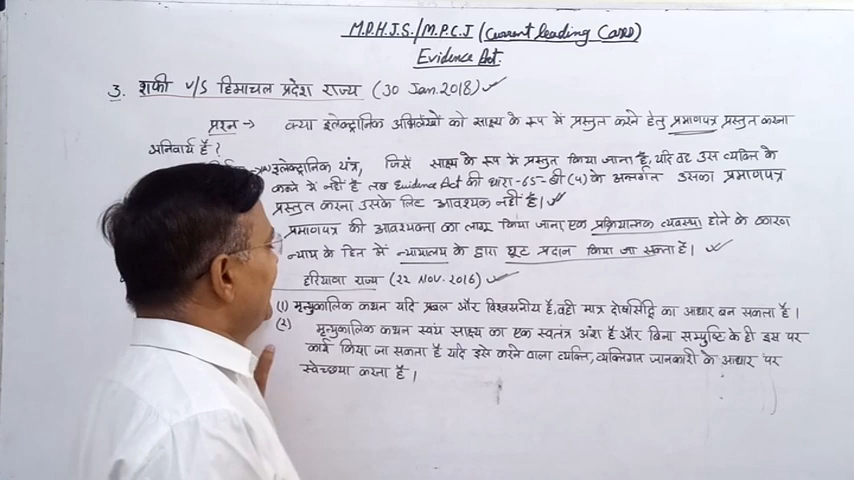 M.P.H.J.S./M.P.C.J (Current leading Cases)
Evidence Act.
3. शफी v/s हिमाचल प्रदेश राज्य (30 Jan. 2018)
प्रश्न → क्या इलेक्ट्रानिक अभिलेखों को साक्ष्य के रूप में प्रस्तुत करने हेतु प्रमाणपत्र प्रस्तुत करना
अनिवार्य है ?
इलेक्ट्रानिक यंत्र, जिसे साक्ष्य के रूप में प्रस्तुत किया जाना है, यदि वह उस व्यक्ति के
कब्जे में नहीं है तब Evidence Act की धारा-65-बी (4) के अन्तर्गत उसका प्रमाणपत्र
प्रस्तुत करना उसके लिए आवश्यक नहीं है।
प्रमाणपत्र की आवश्यकता का लागू किया जाना एक प्रक्रियात्मक व्यवस्था होने के कारण
न्याय के हित में न्यायालय के द्वारा छूट प्रदान किया जा सकता है।
हरियाणा राज्य (22 NOV. 2016)
(1) मृत्युकालिक कथन यदि प्रबल और विश्वसनीय है, वही मात्र दोषसिद्धि का आधार बन सकता है।
(2) मृत्युकालिक कथन स्वयं साक्ष्य का एक स्वतंत्र अंश है और बिना सम्पुष्टि के ही इस पर
कार्य किया जा सकता है यदि इसे करने वाला व्यक्ति, व्यक्तिगत जानकारी के आधार पर
स्वेच्छया करता है।